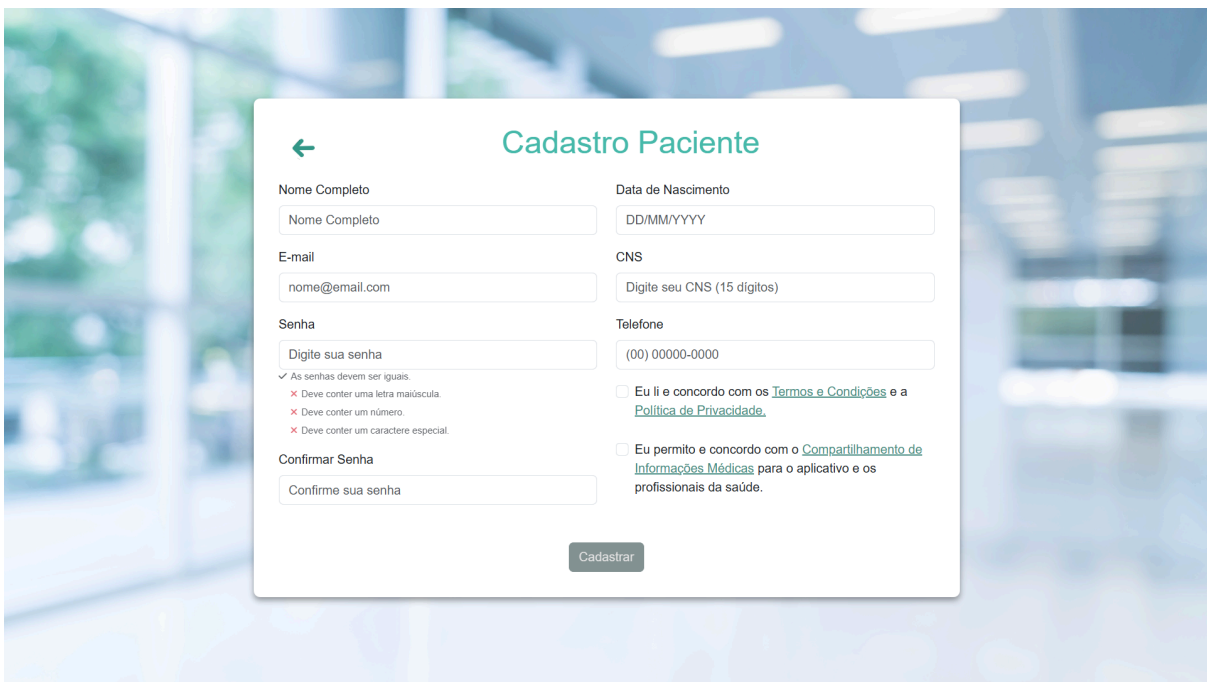 Cadastro Paciente
Nome Completo
Nome Completo
E-mail
nome@email.com
Senha
Digite sua senha
As senhas devem ser iguais.
Deve conter uma letra maiúscula.
Deve conter um número.
Deve conter um caractere especial.
Confirmar Senha
Confirme sua senha
Data de Nascimento
DD/MM/YYYY
CNS
Digite seu CNS (15 dígitos)
Telefone
(00) 00000-0000
Eu li e concordo com os Termos e Condições e a
Política de Privacidade.
Eu permito e concordo com o Compartilhamento de
Informações Médicas para o aplicativo e os
profissionais da saúde.
Cadastrar